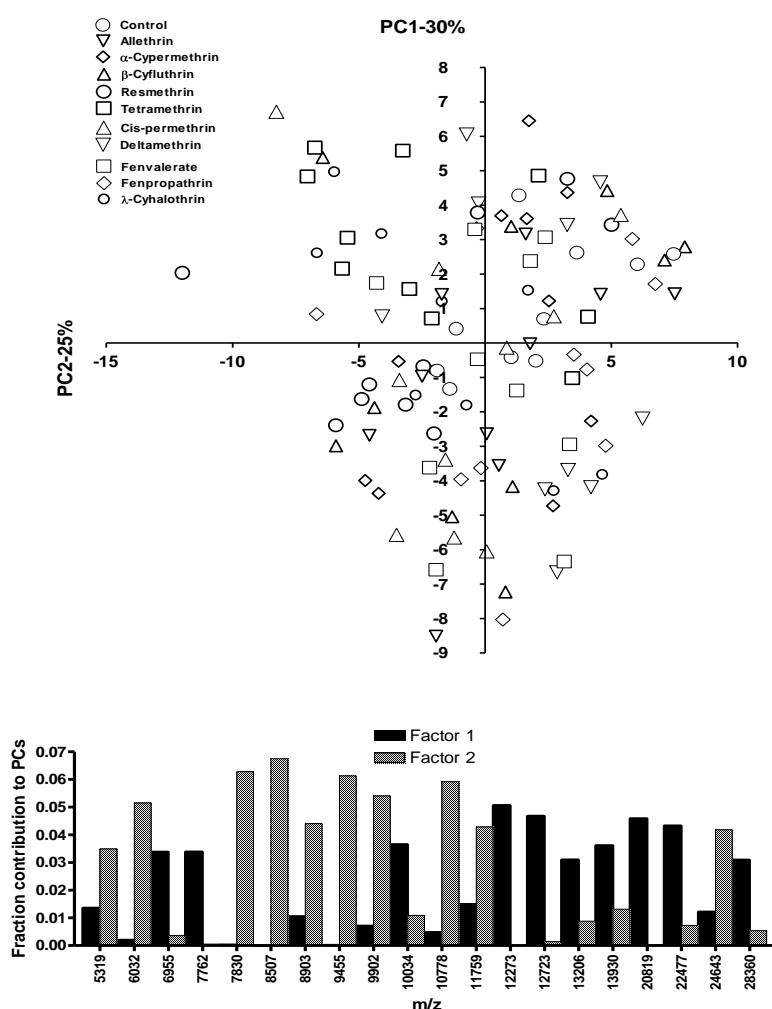 PC1-30%
Control
Allethrin
α-Cypermethrin
β-Cyfluthrin
Resmethrin
Tetramethrin
Cis-permethrin
Deltamethrin
Fenvalerate
Fenpropathrin
λ-Cyhalothrin
8
7
6
5
4
3
2
1
-15 -10 -5 5 10
-1
-2
-3
-4
-5
-6
-7
-8
-9
PC2-25%
Factor 1
Factor 2
Fraction contribution to PCs
0.07
0.06
0.05
0.04
0.03
0.02
0.01
0.00
5319 6032 6955 7762 7830 8507 8903 9455 9902 10034 10778 11759 12273 12723 13206 13930 20819 22477 24643 28360
m/z